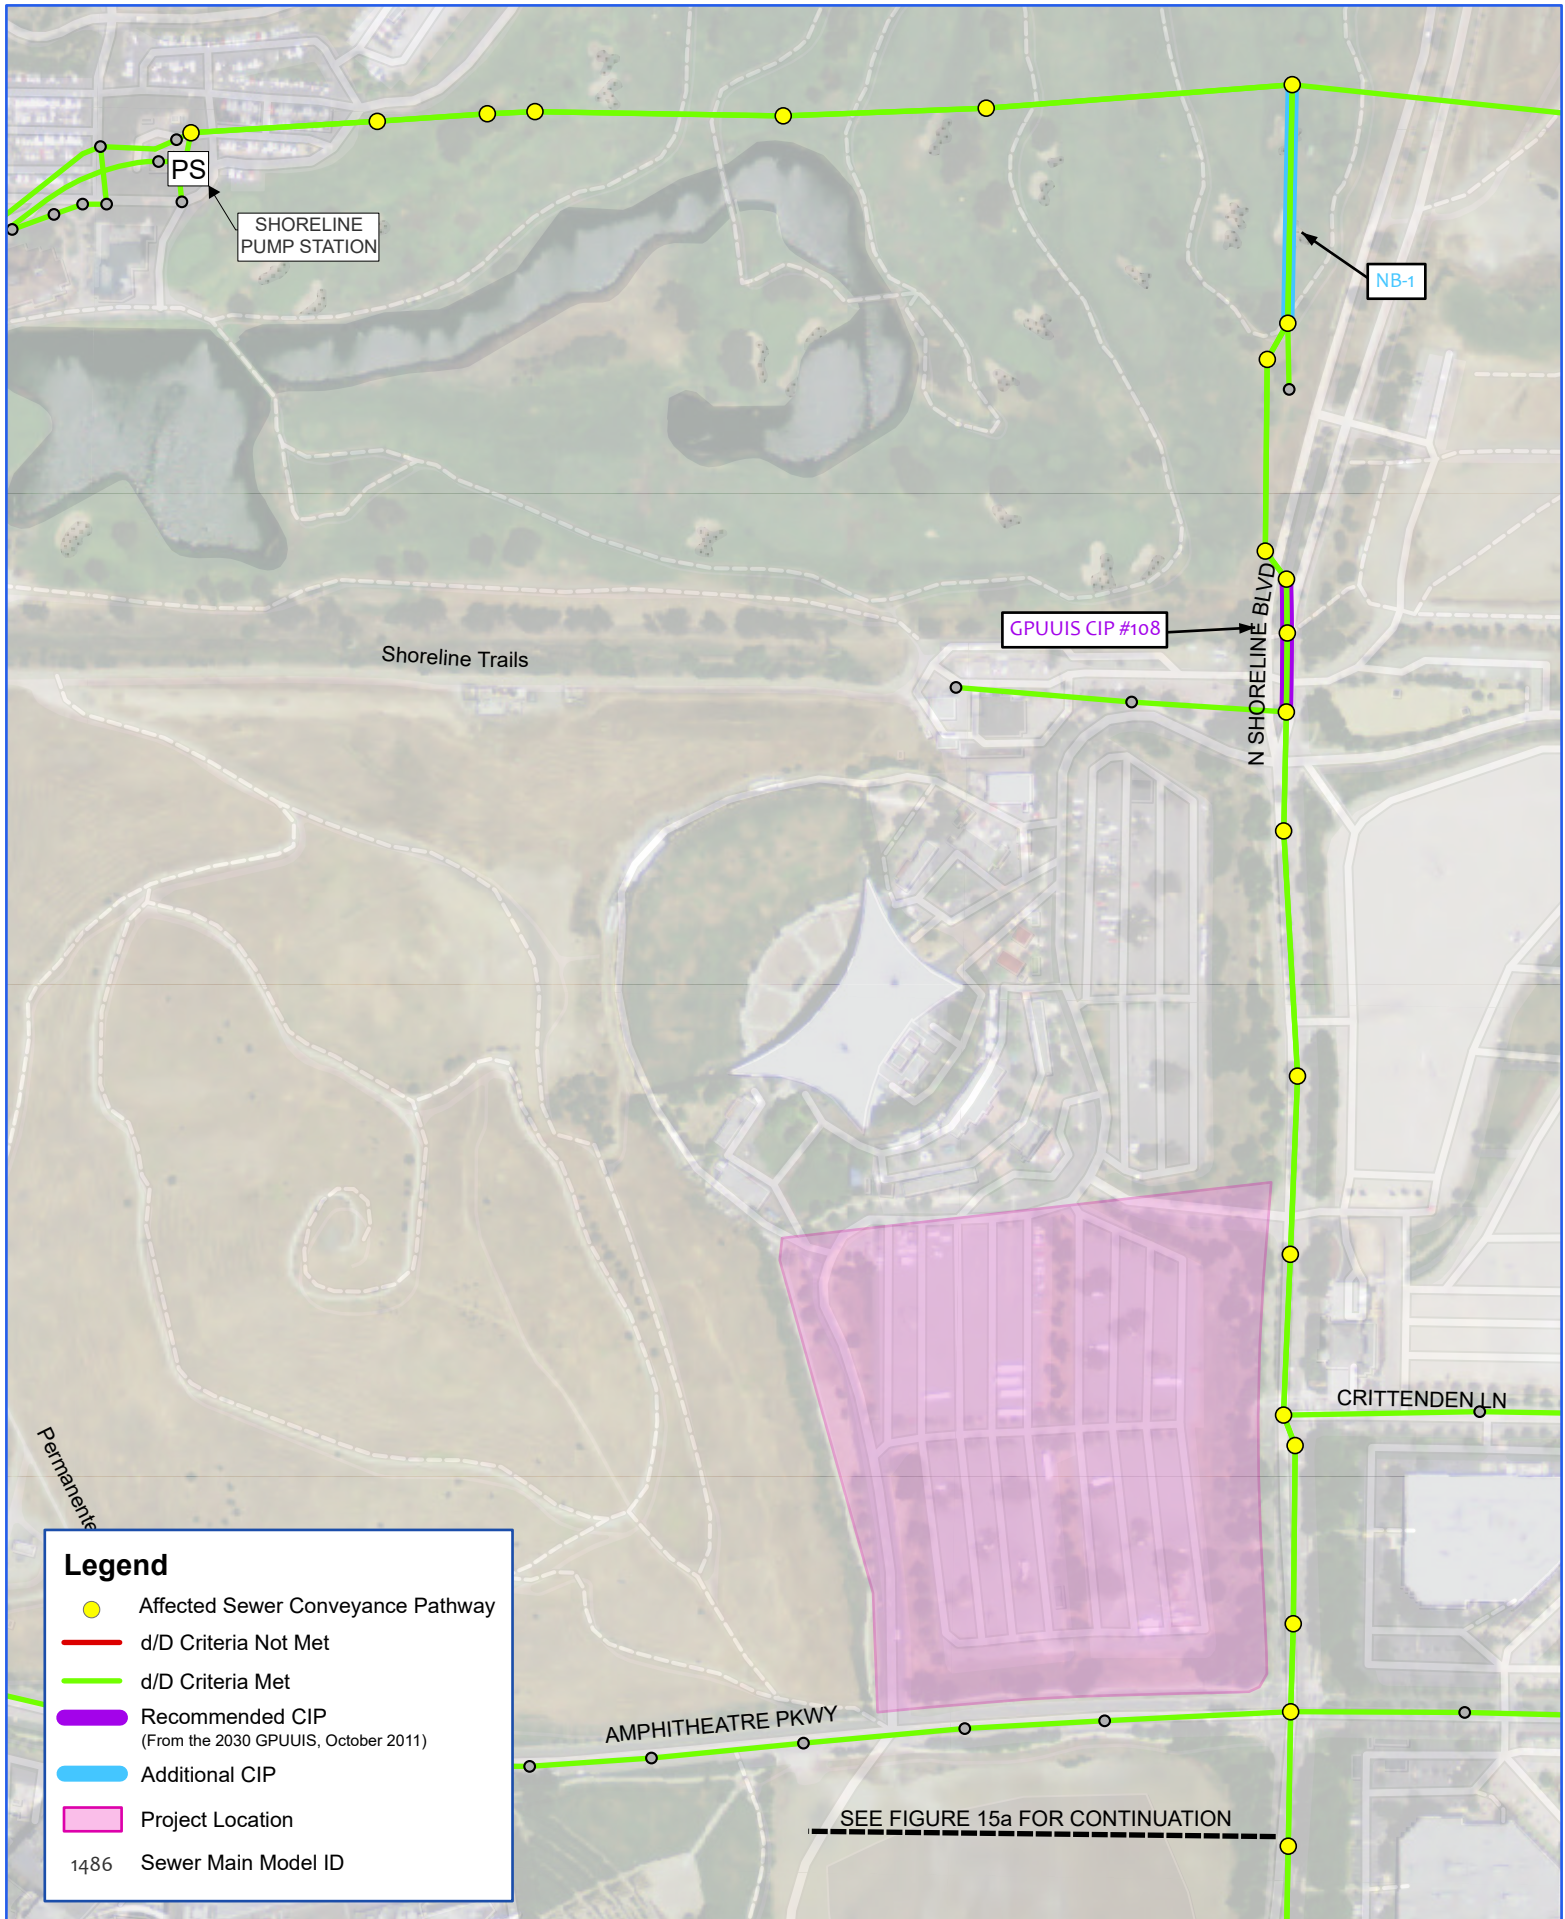 PS
SHORELINE
PUMP STATION
NB-1
GPUUIS CIP #108
N SHORELINE BLVD
Shoreline Trails
CRITTENDEN LN
Permanente
AMPHITHEATRE PKWY
SEE FIGURE 15a FOR CONTINUATION
Legend
Affected Sewer Conveyance Pathway
d/D Criteria Not Met
d/D Criteria Met
Recommended CIP
(From the 2030 GPUUIS, October 2011)
Additional CIP
Project Location
1486 Sewer Main Model ID